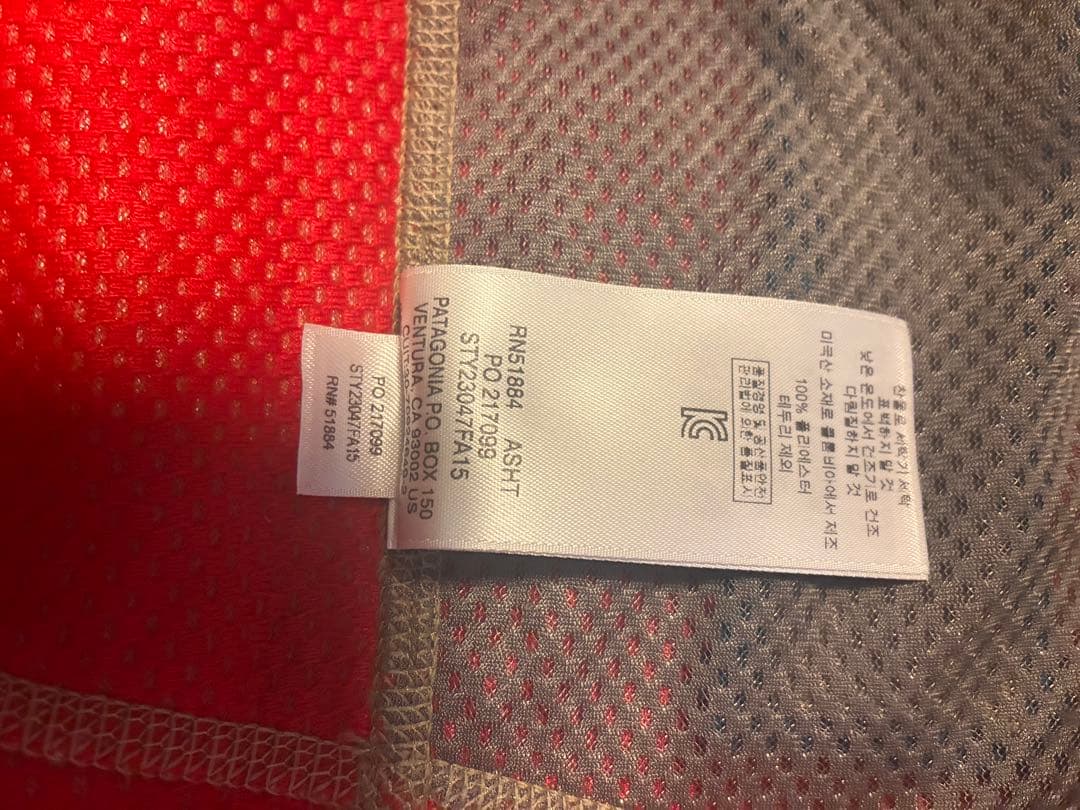 PO 217099
STY23047FA15
RN# 51884
찬물로 세탁기 세탁
표백하지 말 것
낮은 온도에서 건조기로 건조
다림질하지 말 것
미국산 소재로 콜롬비아에서 제조
테두리 제외
100% 폴리에스터
품질경영 및 공산품안전
관리법에 의한 품질표시
RN51884 ASHT
PO 217099
STY23047FA15
PATAGONIA PO BOX 150
VENTURA CA 93002 US